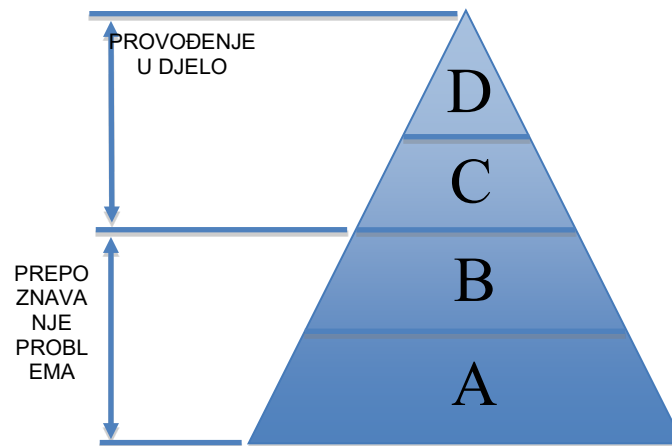 PROVOĐENJE
U DJELO
D
C
B
PREPO
ZNAVA
NJE
PROBL
EMA
A